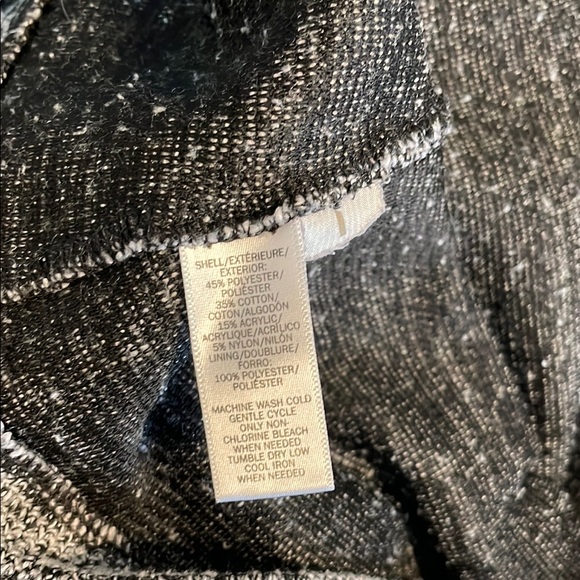 SHELL/EXTÉRIEURE/
EXTERIOR:
45% POLYESTER/
POLIÉSTER
35% COTTON/
COTON/ALGODÓN
15% ACRYLIC/
ACRYLIQUE/ACRÍLICO
5% NYLON/NILÓN
LINING/DOUBLURE/
FORRO:
100% POLYESTER/
POLIÉSTER
MACHINE WASH COLD
GENTLE CYCLE
ONLY NON-
CHLORINE BLEACH
WHEN NEEDED
TUMBLE DRY LOW
COOL IRON
WHEN NEEDED